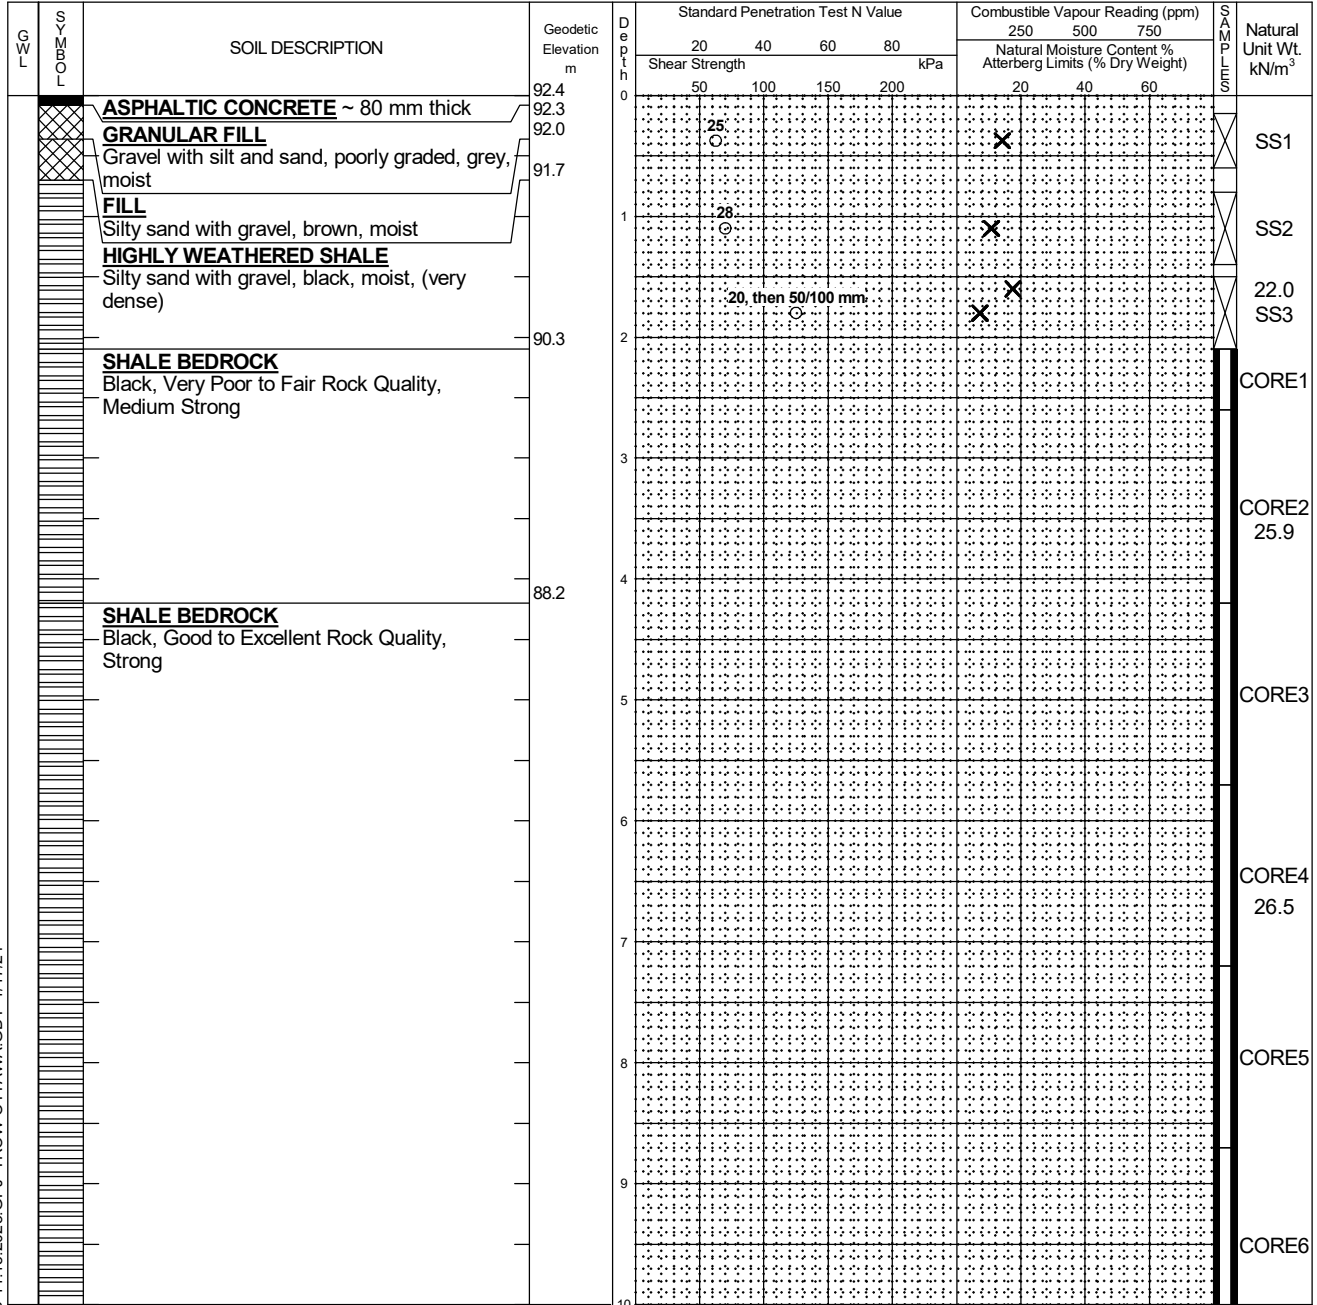 GWL
SYMBOL
SOIL DESCRIPTION
Geodetic
Elevation
m
Depth
Standard Penetration Test N Value
20 40 60 80
Shear Strength kPa
50 100 150 200
Combustible Vapour Reading (ppm)
250 500 750
Natural Moisture Content %
Atterberg Limits (% Dry Weight)
20 40 60
SAMPLES
Natural
Unit Wt.
kN/m³
92.4
0
ASPHALTIC CONCRETE ~ 80 mm thick
92.3
GRANULAR FILL
92.0
Gravel with silt and sand, poorly graded, grey,
moist
91.7
25
SS1
FILL
Silty sand with gravel, brown, moist
1
28
SS2
HIGHLY WEATHERED SHALE
Silty sand with gravel, black, moist, (very
dense)
20, then 50/100 mm
22.0
SS3
90.3
2
SHALE BEDROCK
Black, Very Poor to Fair Rock Quality,
Medium Strong
CORE1
3
CORE2
25.9
4
88.2
SHALE BEDROCK
Black, Good to Excellent Rock Quality,
Strong
CORE3
5
6
CORE4
26.5
7
8
CORE5
9
CORE6
10